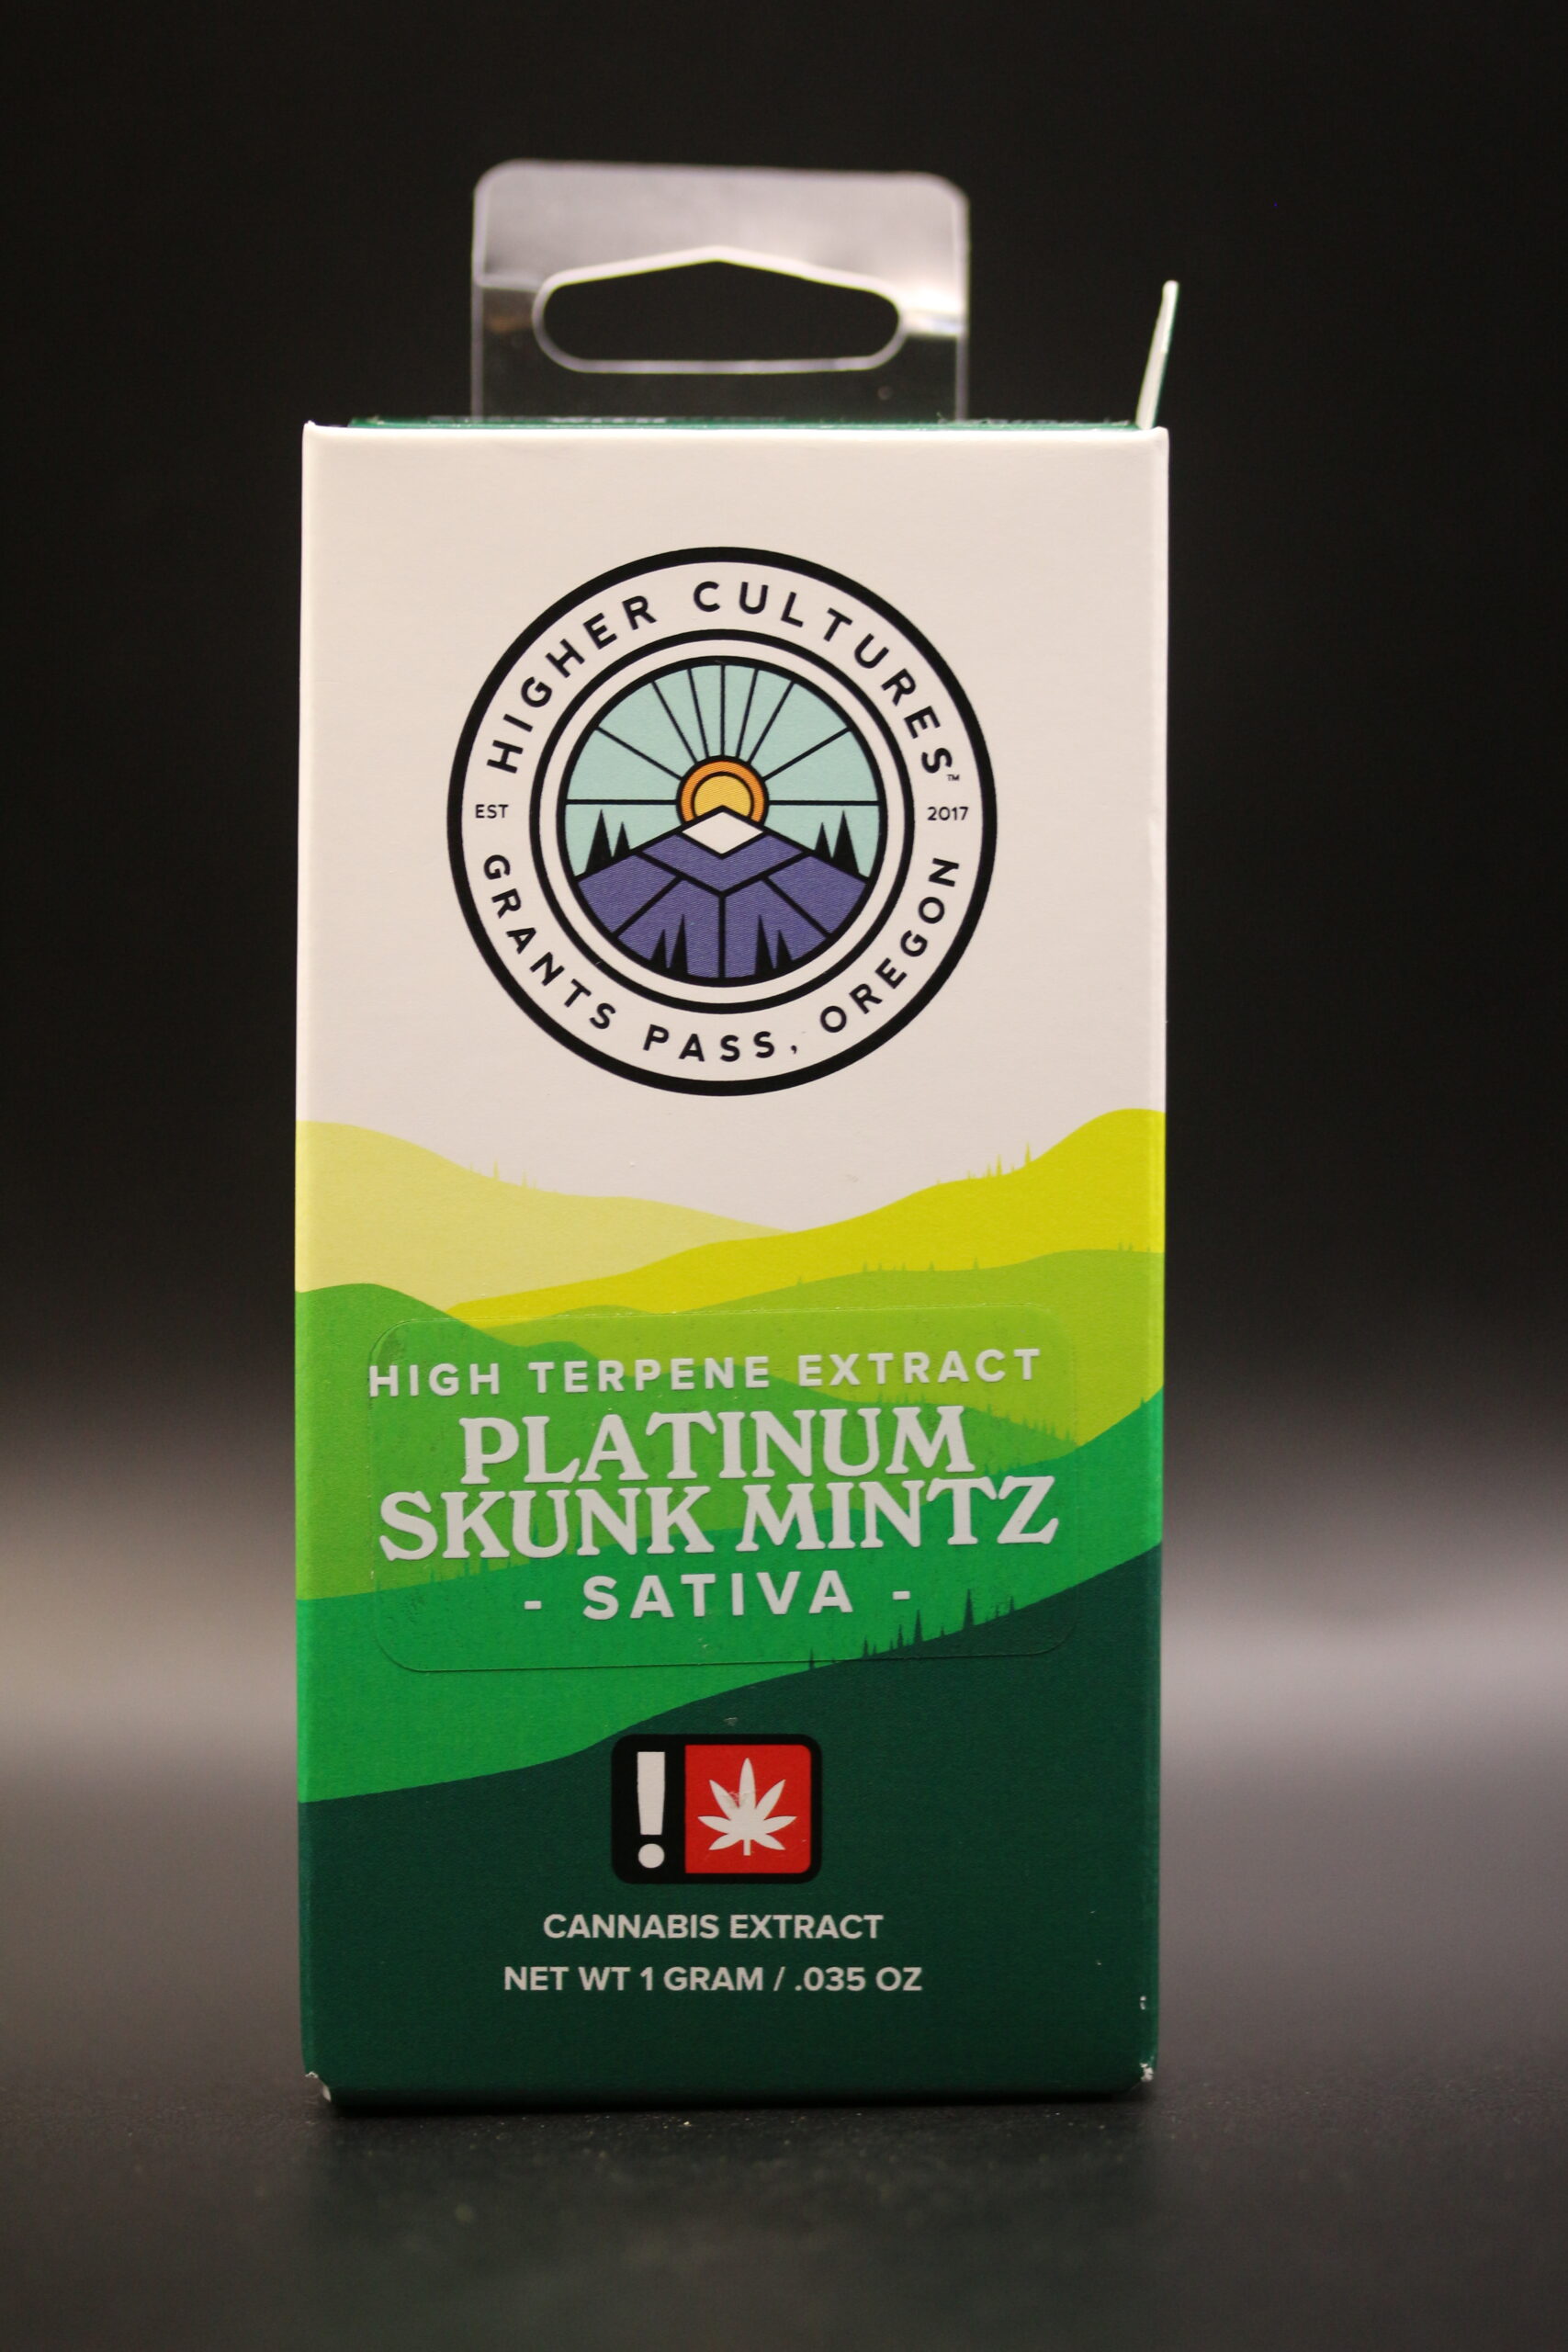 HIGHER CULTURES™
EST 2017
GRANTS PASS, OREGON
HIGH TERPENE EXTRACT
PLATINUM
SKUNK MINTZ
- SATIVA -
!
CANNABIS EXTRACT
NET WT 1 GRAM / .035 OZ